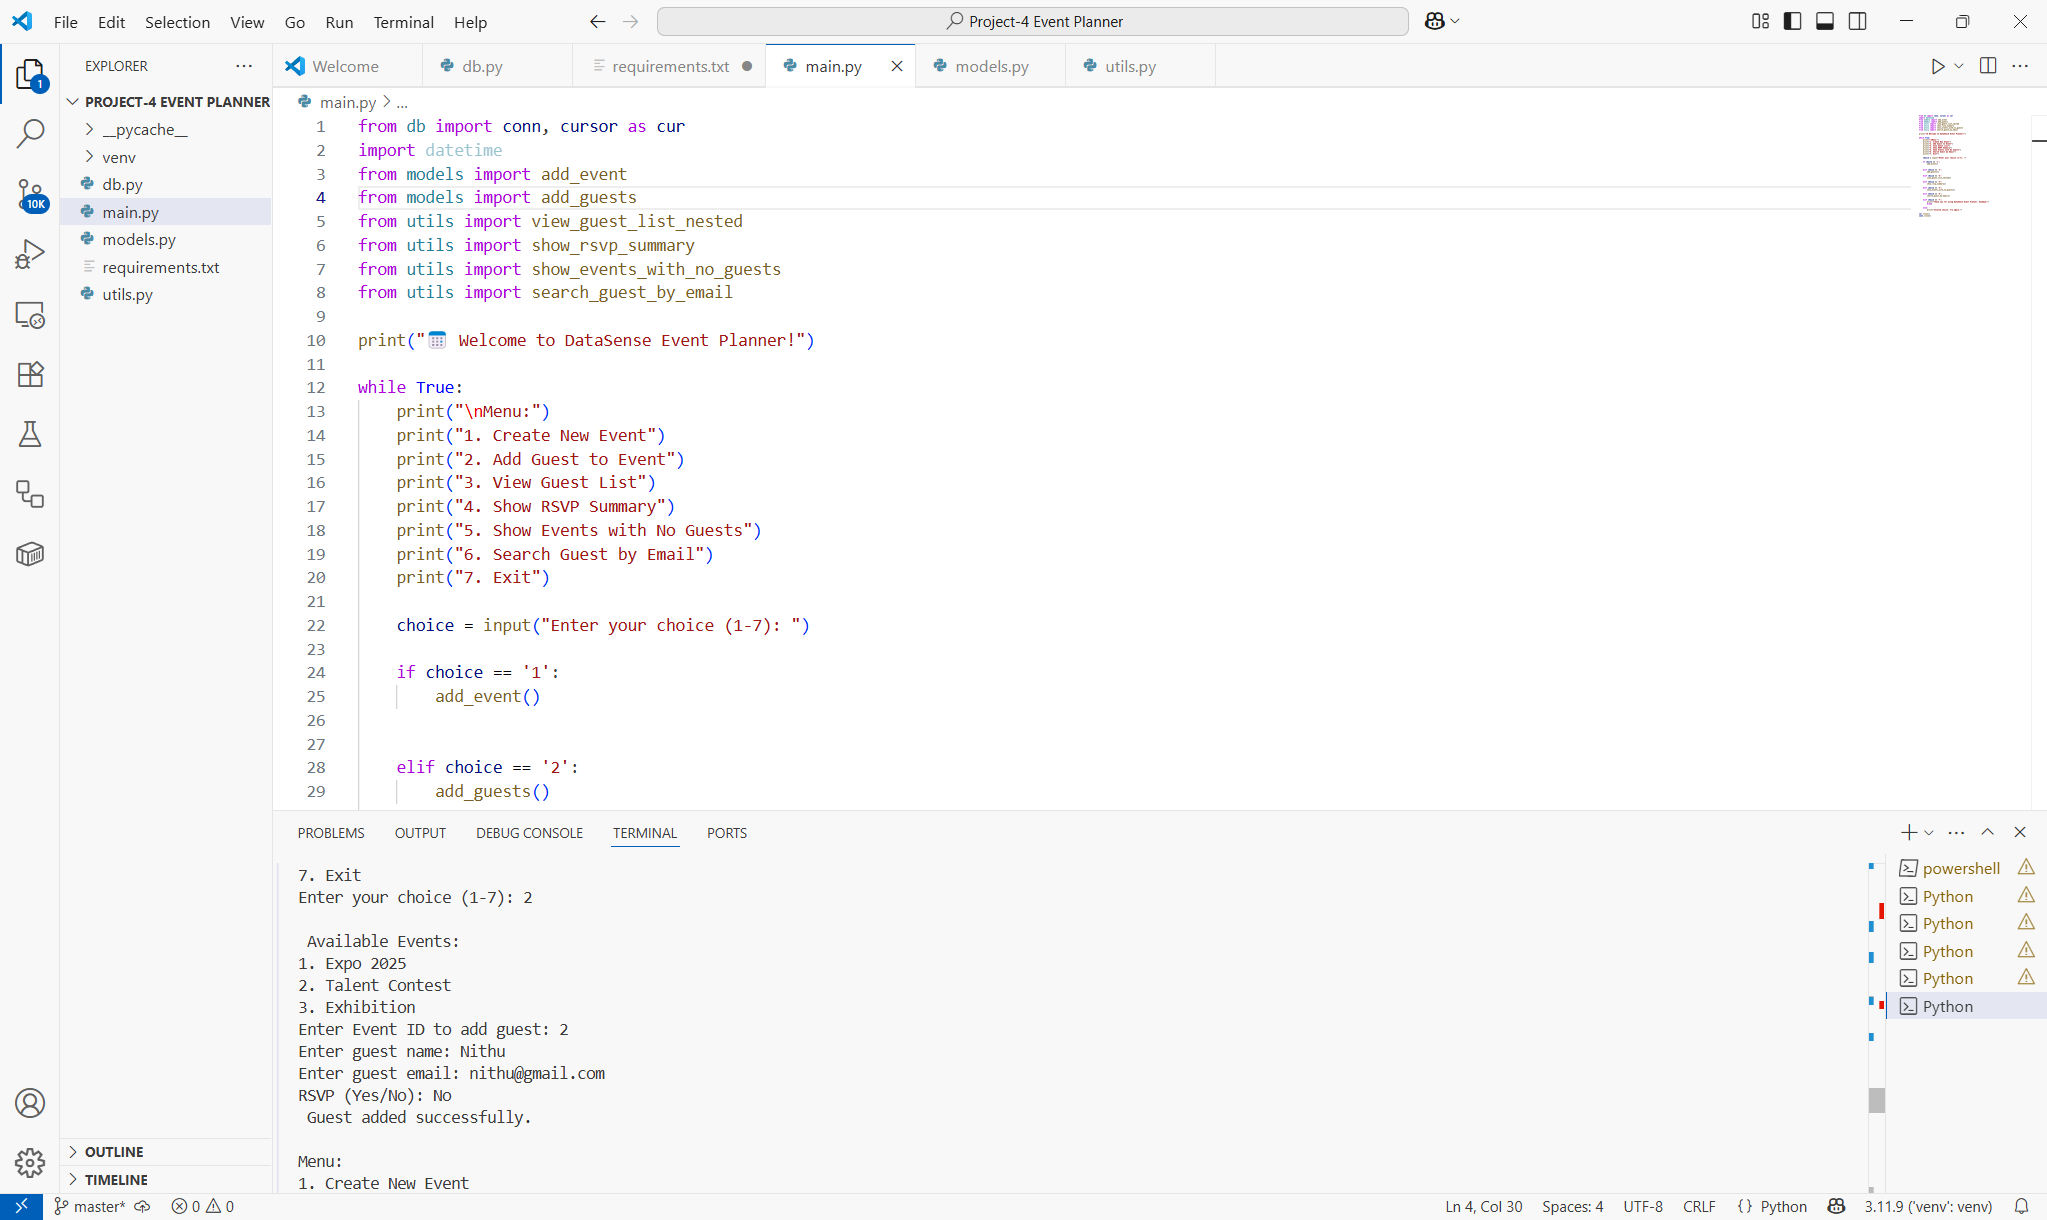 File Edit Selection View Go Run Terminal Help
Project-4 Event Planner
EXPLORER
Welcome
db.py
requirements.txt
main.py
models.py
utils.py
1
10K
PROJECT-4 EVENT PLANNER
__pycache__
venv
db.py
main.py
models.py
requirements.txt
utils.py
OUTLINE
TIMELINE
main.py > ...
1 from db import conn, cursor as cur
2 import datetime
3 from models import add_event
4 from models import add_guests
5 from utils import view_guest_list_nested
6 from utils import show_rsvp_summary
7 from utils import show_events_with_no_guests
8 from utils import search_guest_by_email
9
10 print("🗓️ Welcome to DataSense Event Planner!")
11
12 while True:
13     print("\nMenu:")
14     print("1. Create New Event")
15     print("2. Add Guest to Event")
16     print("3. View Guest List")
17     print("4. Show RSVP Summary")
18     print("5. Show Events with No Guests")
19     print("6. Search Guest by Email")
20     print("7. Exit")
21
22     choice = input("Enter your choice (1-7): ")
23
24     if choice == '1':
25         add_event()
26
27
28     elif choice == '2':
29         add_guests()
PROBLEMS OUTPUT DEBUG CONSOLE TERMINAL PORTS
7. Exit
Enter your choice (1-7): 2
Available Events:
1. Expo 2025
2. Talent Contest
3. Exhibition
Enter Event ID to add guest: 2
Enter guest name: Nithu
Enter guest email: nithu@gmail.com
RSVP (Yes/No): No
Guest added successfully.
Menu:
1. Create New Event
powershell
Python
Python
Python
Python
Python
master* 0 0
Ln 4, Col 30 Spaces: 4 UTF-8 CRLF {} Python 3.11.9 ('venv': venv)